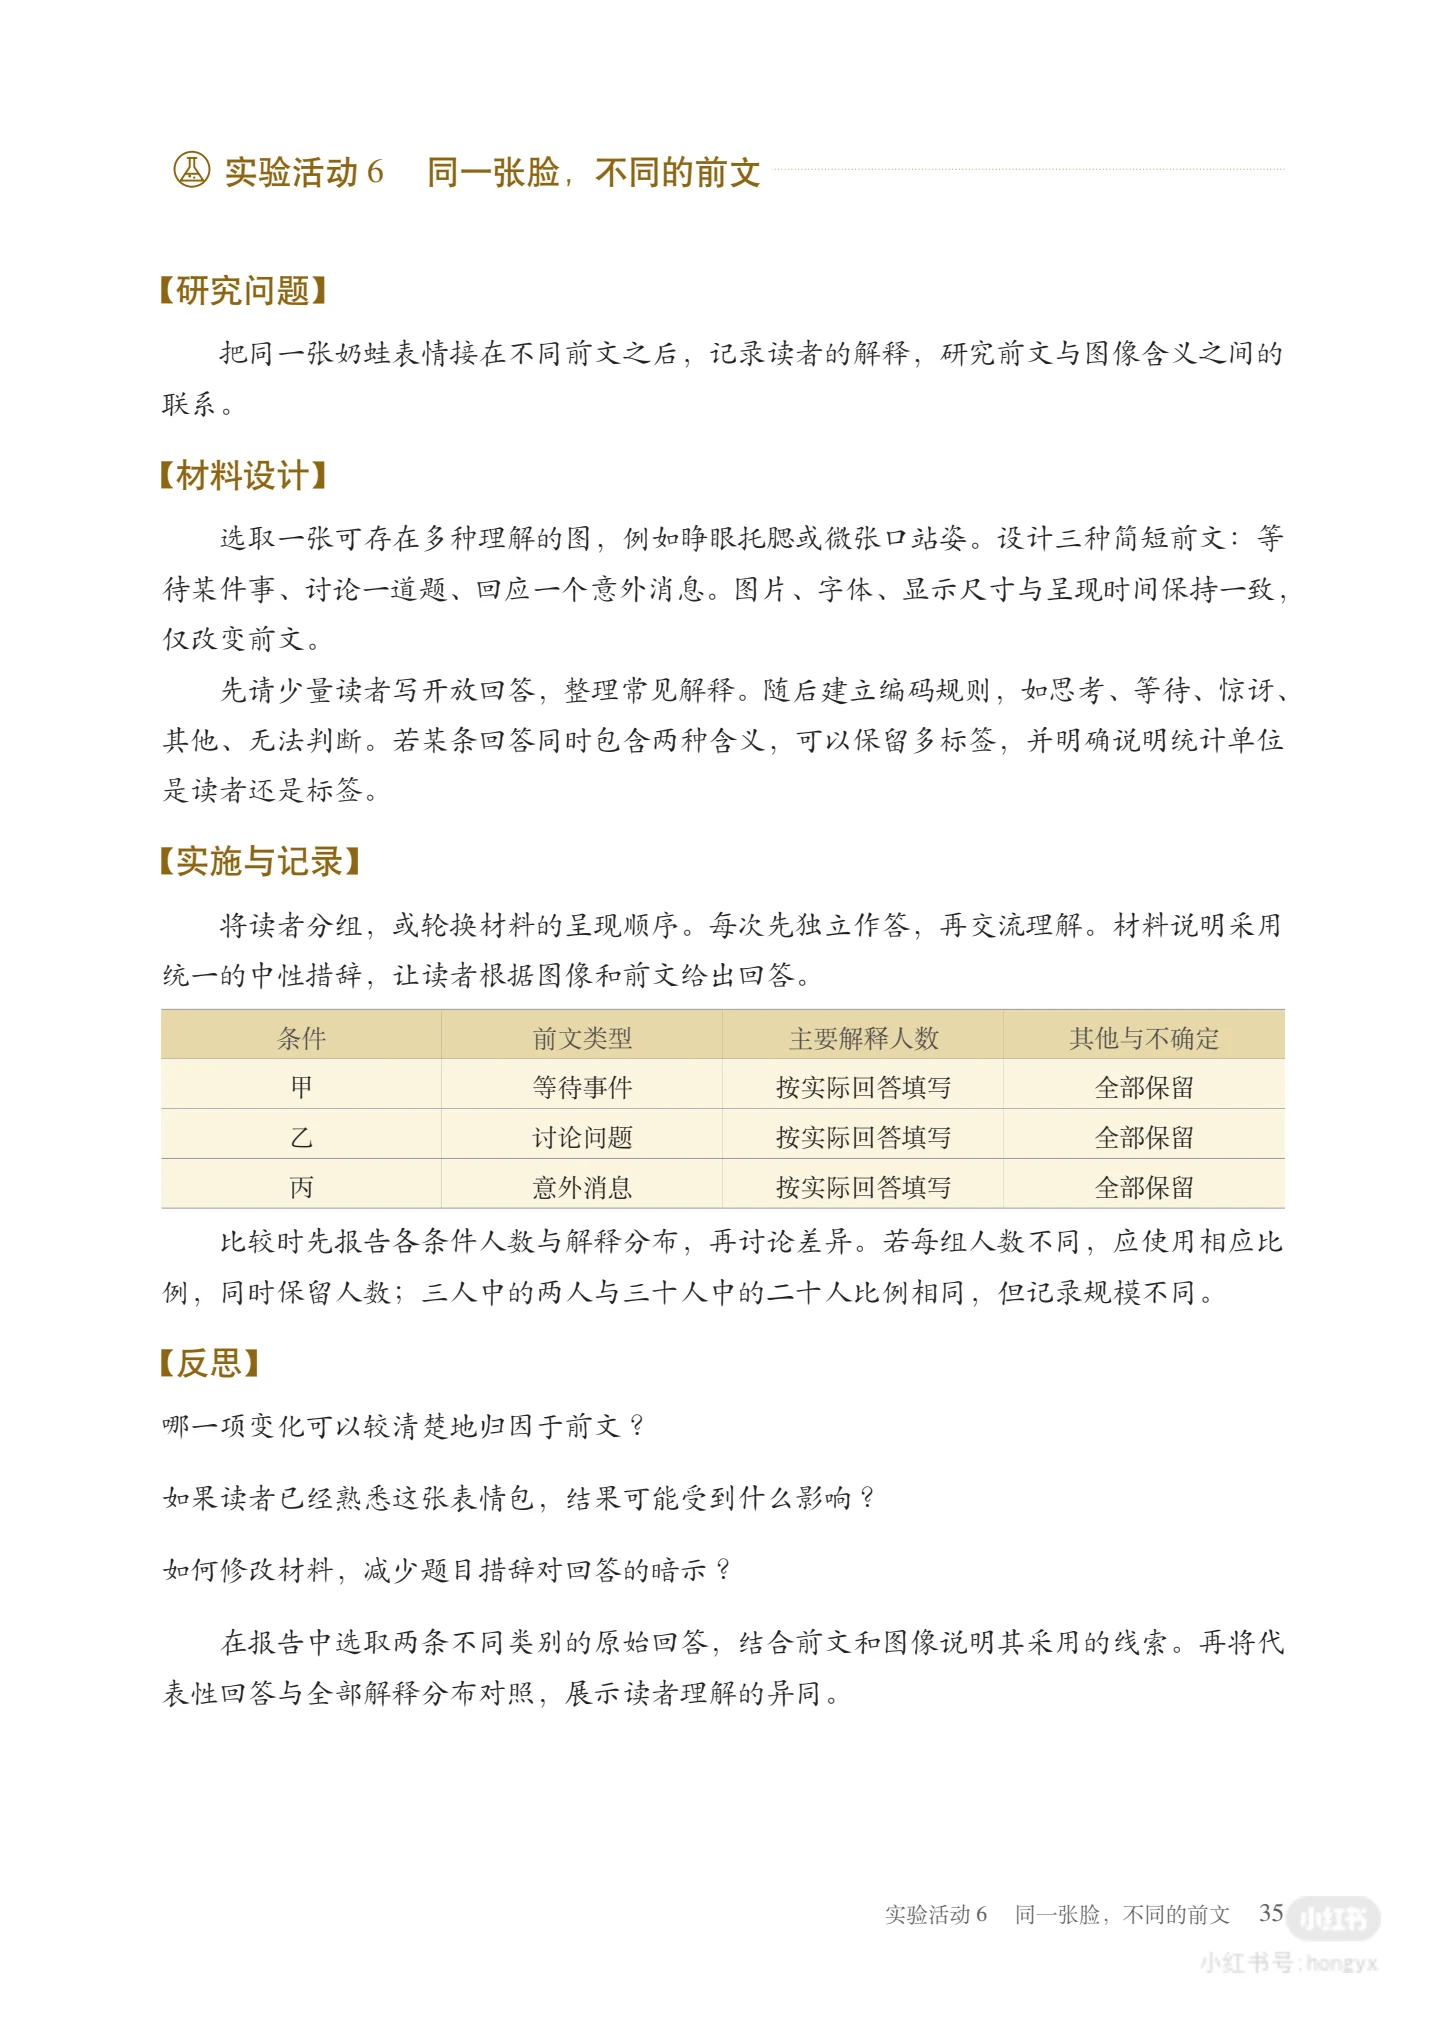 实验活动 6 同一张脸，不同的前文
【研究问题】
把同一张奶蛙表情接在不同前文之后，记录读者的解释，研究前文与图像含义之间的
联系。
【材料设计】
选取一张可存在多种理解的图，例如睁眼托腮或微张口站姿。设计三种简短前文：等
待某件事、讨论一道题、回应一个意外消息。图片、字体、显示尺寸与呈现时间保持一致，
仅改变前文。
先请少量读者写开放回答，整理常见解释。随后建立编码规则，如思考、等待、惊讶、
其他、无法判断。若某条回答同时包含两种含义，可以保留多标签，并明确说明统计单位
是读者还是标签。
【实施与记录】
将读者分组，或轮换材料的呈现顺序。每次先独立作答，再交流理解。材料说明采用
统一的中性措辞，让读者根据图像和前文给出回答。
条件 前文类型 主要解释人数 其他与不确定
甲 等待事件 按实际回答填写 全部保留
乙 讨论问题 按实际回答填写 全部保留
丙 意外消息 按实际回答填写 全部保留
比较时先报告各条件人数与解释分布，再讨论差异。若每组人数不同，应使用相应比
例，同时保留人数；三人中的两人与三十人中的二十人比例相同，但记录规模不同。
【反思】
哪一项变化可以较清楚地归因于前文？
如果读者已经熟悉这张表情包，结果可能受到什么影响？
如何修改材料，减少题目措辞对回答的暗示？
在报告中选取两条不同类别的原始回答，结合前文和图像说明其采用的线索。再将代
表性回答与全部解释分布对照，展示读者理解的异同。
实验活动 6 同一张脸，不同的前文 35
小红书
小红书号:hongyx